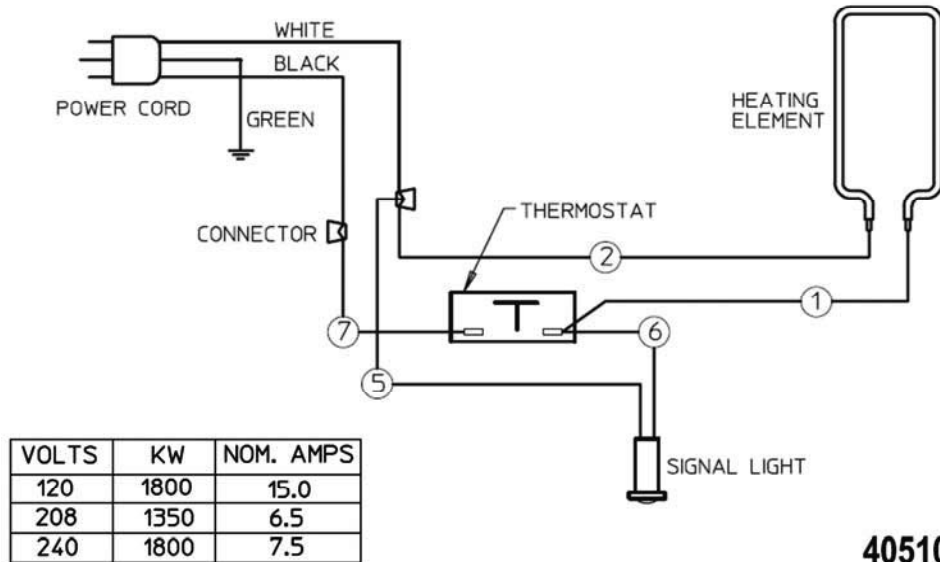 WHITE
BLACK
POWER CORD
GREEN
HEATING
ELEMENT
CONNECTOR
THERMOSTAT
2
1
T
7
6
5
SIGNAL LIGHT
VOLTS KW NOM. AMPS
120 1800 15.0
208 1350 6.5
240 1800 7.5
40510